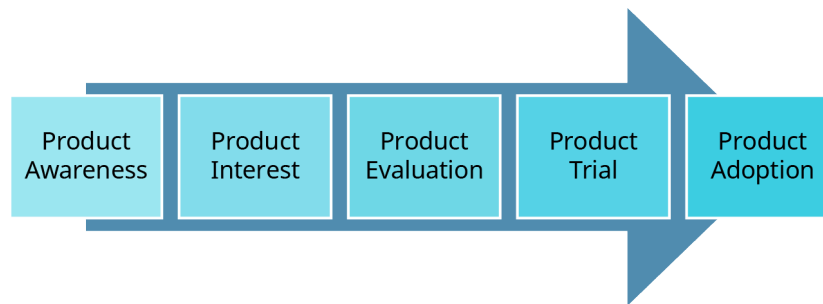 Product
Awareness
Product
Interest
Product
Evaluation
Product
Trial
Product
Adoption